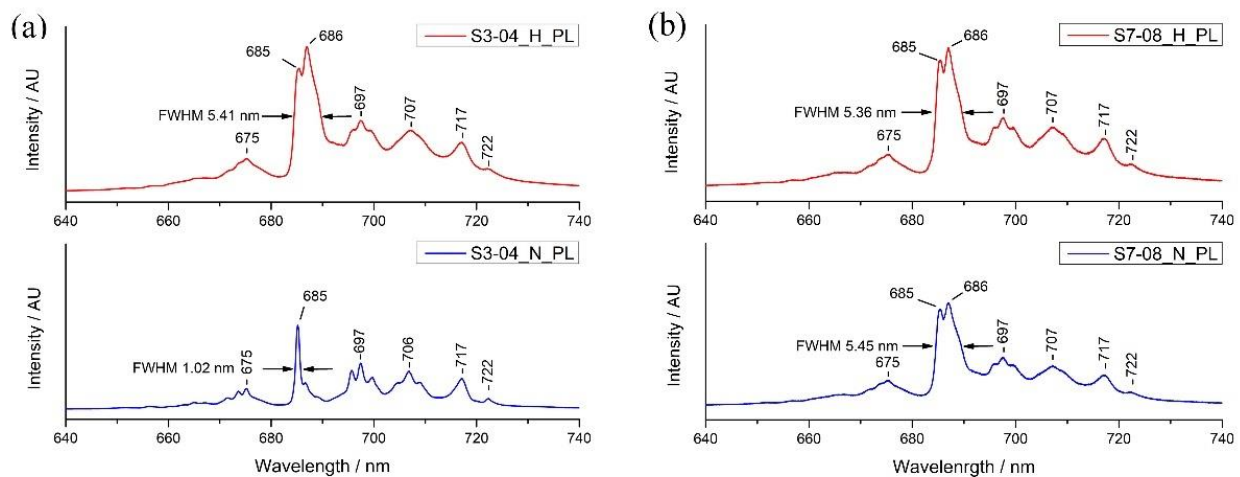 (a)
S3-04_H_PL
686
685
FWHM 5.41 nm
675
697
707
717
722
Intensity / AU
640 660 680 700 720 740
S3-04_N_PL
685
FWHM 1.02 nm
675
697
706
717
722
Intensity / AU
640 660 680 700 720 740
Wavelength / nm
(b)
S7-08_H_PL
685
686
FWHM 5.36 nm
675
697
707
717
722
Intensity / AU
640 660 680 700 720 740
S7-08_N_PL
685
686
FWHM 5.45 nm
675
697
707
717
722
Intensity / AU
640 660 680 700 720 740
Wavelenrgth / nm